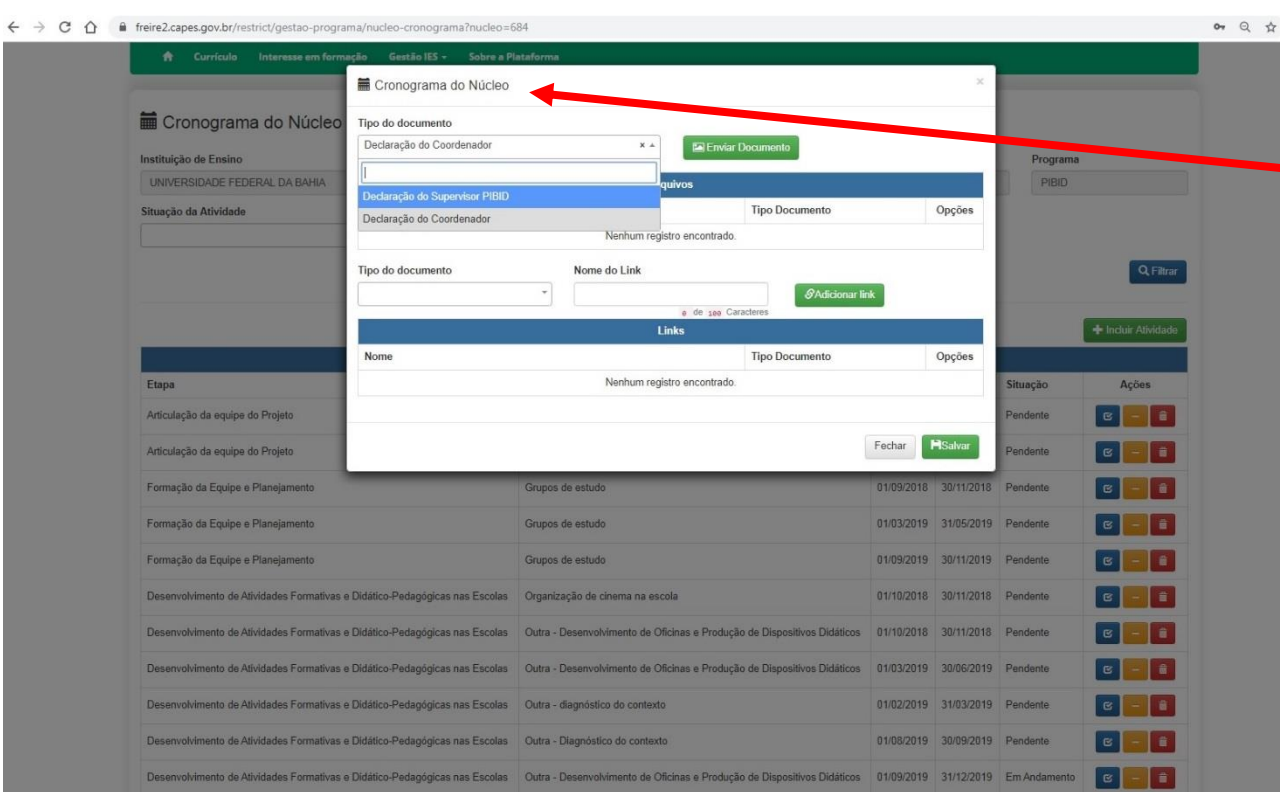 freire2.capes.gov.br/restrict/gestao-programa/nucleo-cronograma?nucleo=684
Currículo Interesse em formação Gestão IES Sobre a Plataforma
Cronograma do Núcleo ×
Cronograma do Núcleo
Tipo do documento
Declaração do Coordenador x
Enviar Documento
Instituição de Ensino Programa
UNIVERSIDADE FEDERAL DA BAHIA PIBID
quivos
Declaração do Supervisor PIBID
Situação da Atividade Tipo Documento Opções
Declaração do Coordenador
Nenhum registro encontrado.
Tipo do documento Nome do Link
Filtrar
Adicionar link
0 de 100 Caracteres
Links
Incluir Atividade
Nome Tipo Documento Opções
Nenhum registro encontrado.
Etapa Situação Ações
Articulação da equipe do Projeto Pendente
Fechar Salvar
Articulação da equipe do Projeto Pendente
Formação da Equipe e Planejamento Grupos de estudo 01/09/2018 30/11/2018 Pendente
Formação da Equipe e Planejamento Grupos de estudo 01/03/2019 31/05/2019 Pendente
Formação da Equipe e Planejamento Grupos de estudo 01/09/2019 30/11/2019 Pendente
Desenvolvimento de Atividades Formativas e Didático-Pedagógicas nas Escolas Organização de cinema na escola 01/10/2018 30/11/2018 Pendente
Desenvolvimento de Atividades Formativas e Didático-Pedagógicas nas Escolas Outra - Desenvolvimento de Oficinas e Produção de Dispositivos Didáticos 01/10/2018 30/11/2018 Pendente
Desenvolvimento de Atividades Formativas e Didático-Pedagógicas nas Escolas Outra - Desenvolvimento de Oficinas e Produção de Dispositivos Didáticos 01/03/2019 30/06/2019 Pendente
Desenvolvimento de Atividades Formativas e Didático-Pedagógicas nas Escolas Outra - diagnóstico do contexto 01/02/2019 31/03/2019 Pendente
Desenvolvimento de Atividades Formativas e Didático-Pedagógicas nas Escolas Outra - Diagnóstico do contexto 01/08/2019 30/09/2019 Pendente
Desenvolvimento de Atividades Formativas e Didático-Pedagógicas nas Escolas Outra - Desenvolvimento de Oficinas e Produção de Dispositivos Didáticos 01/09/2019 31/12/2019 Em Andamento